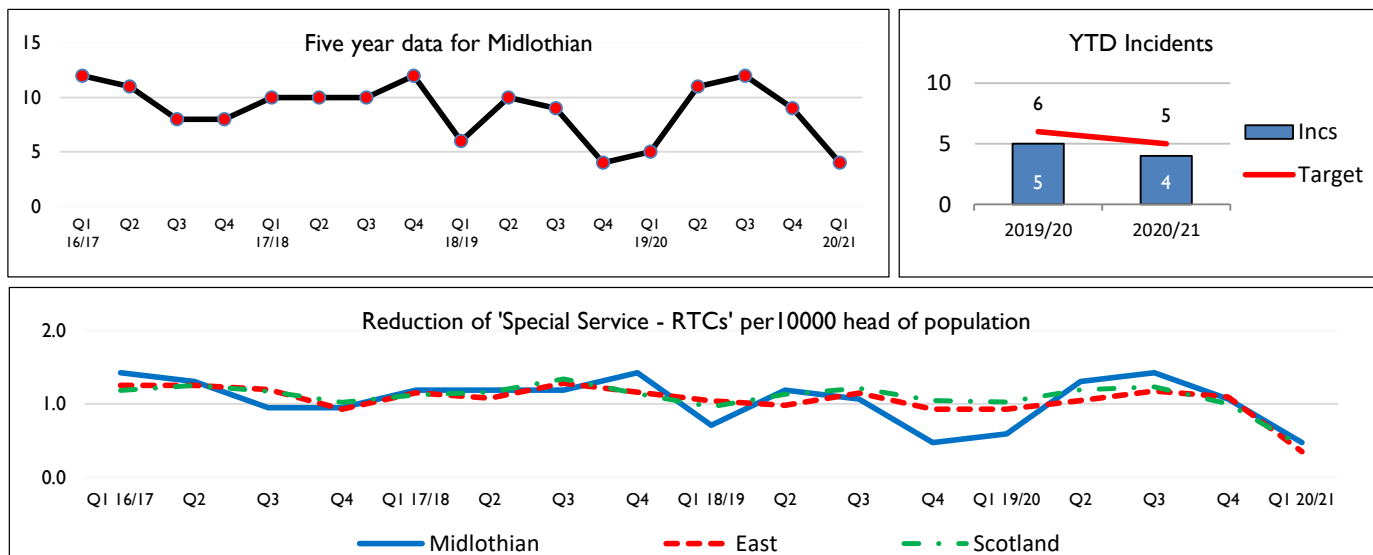 Five year data for Midlothian
15
10
5
0
Q1 Q2 Q3 Q4 Q1 Q2 Q3 Q4 Q1 Q2 Q3 Q4 Q1 Q2 Q3 Q4 Q1
16/17 17/18 18/19 19/20 20/21
YTD Incidents
10
5
0
6 5
5 4
2019/20 2020/21
Incs
Target
Reduction of 'Special Service - RTCs' per10000 head of population
2.0
1.0
0.0
Q1 16/17 Q2 Q3 Q4 Q1 17/18 Q2 Q3 Q4 Q1 18/19 Q2 Q3 Q4 Q1 19/20 Q2 Q3 Q4 Q1 20/21
Midlothian East Scotland